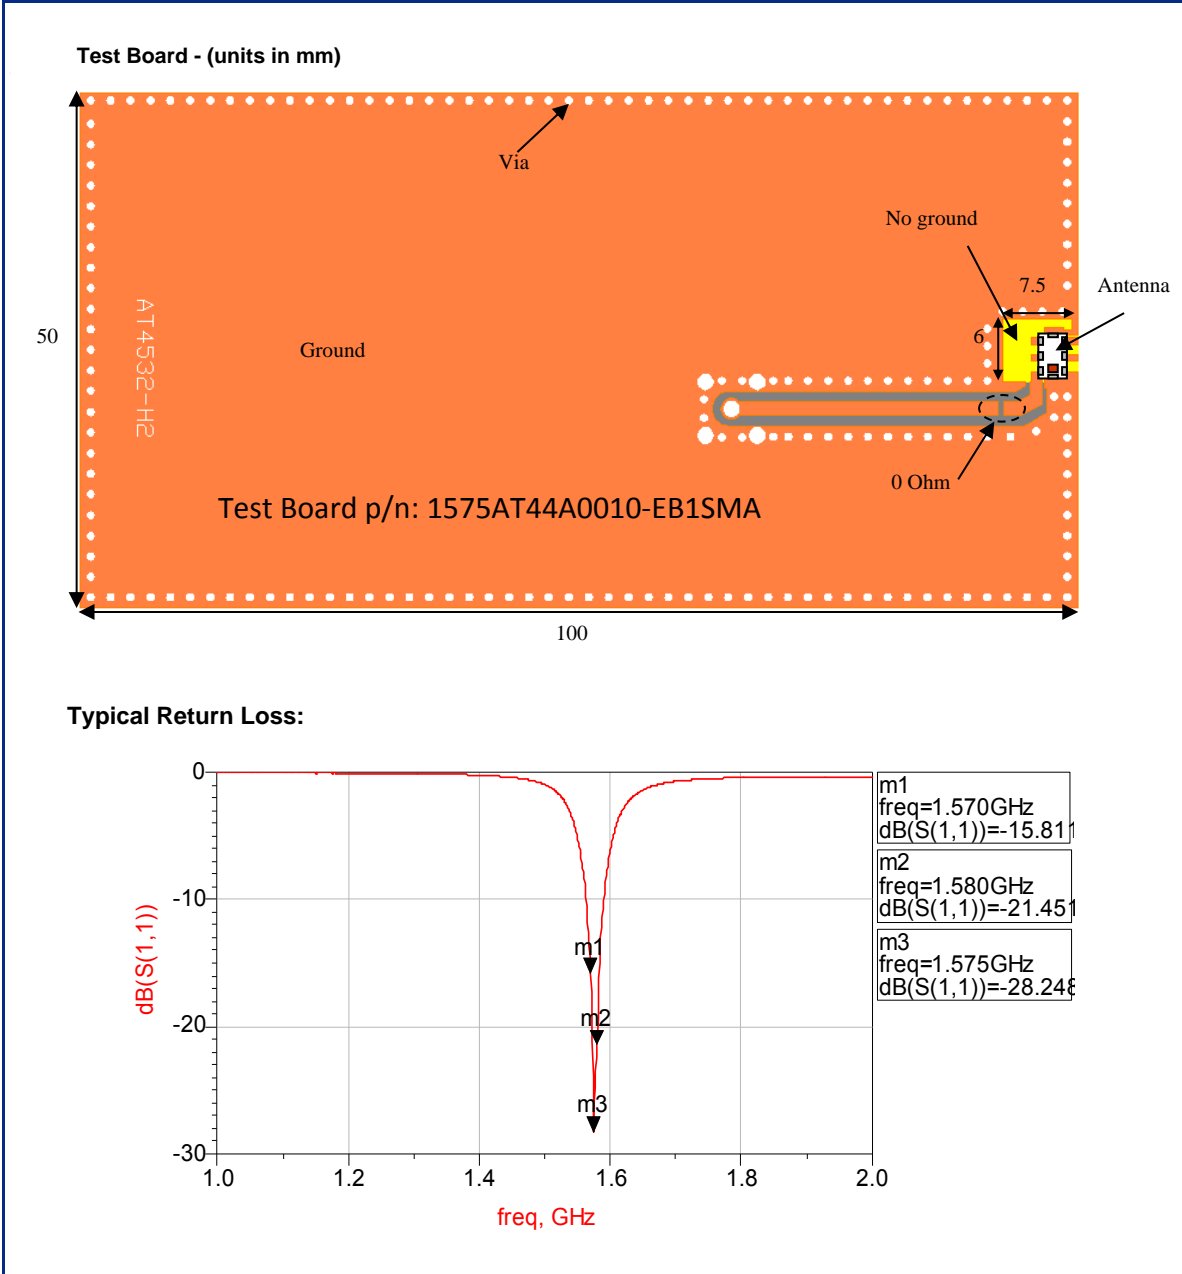 Test Board - (units in mm)
Via
No ground
7.5
Antenna
50
6
AT4532-H2
Ground
0 Ohm
Test Board p/n: 1575AT44A0010-EB1SMA
100
Typical Return Loss:
0
-10
-20
-30
dB(S(1,1))
m1
m2
m3
1.0 1.2 1.4 1.6 1.8 2.0
freq, GHz
m1
freq=1.570GHz
dB(S(1,1))=-15.811
m2
freq=1.580GHz
dB(S(1,1))=-21.451
m3
freq=1.575GHz
dB(S(1,1))=-28.248